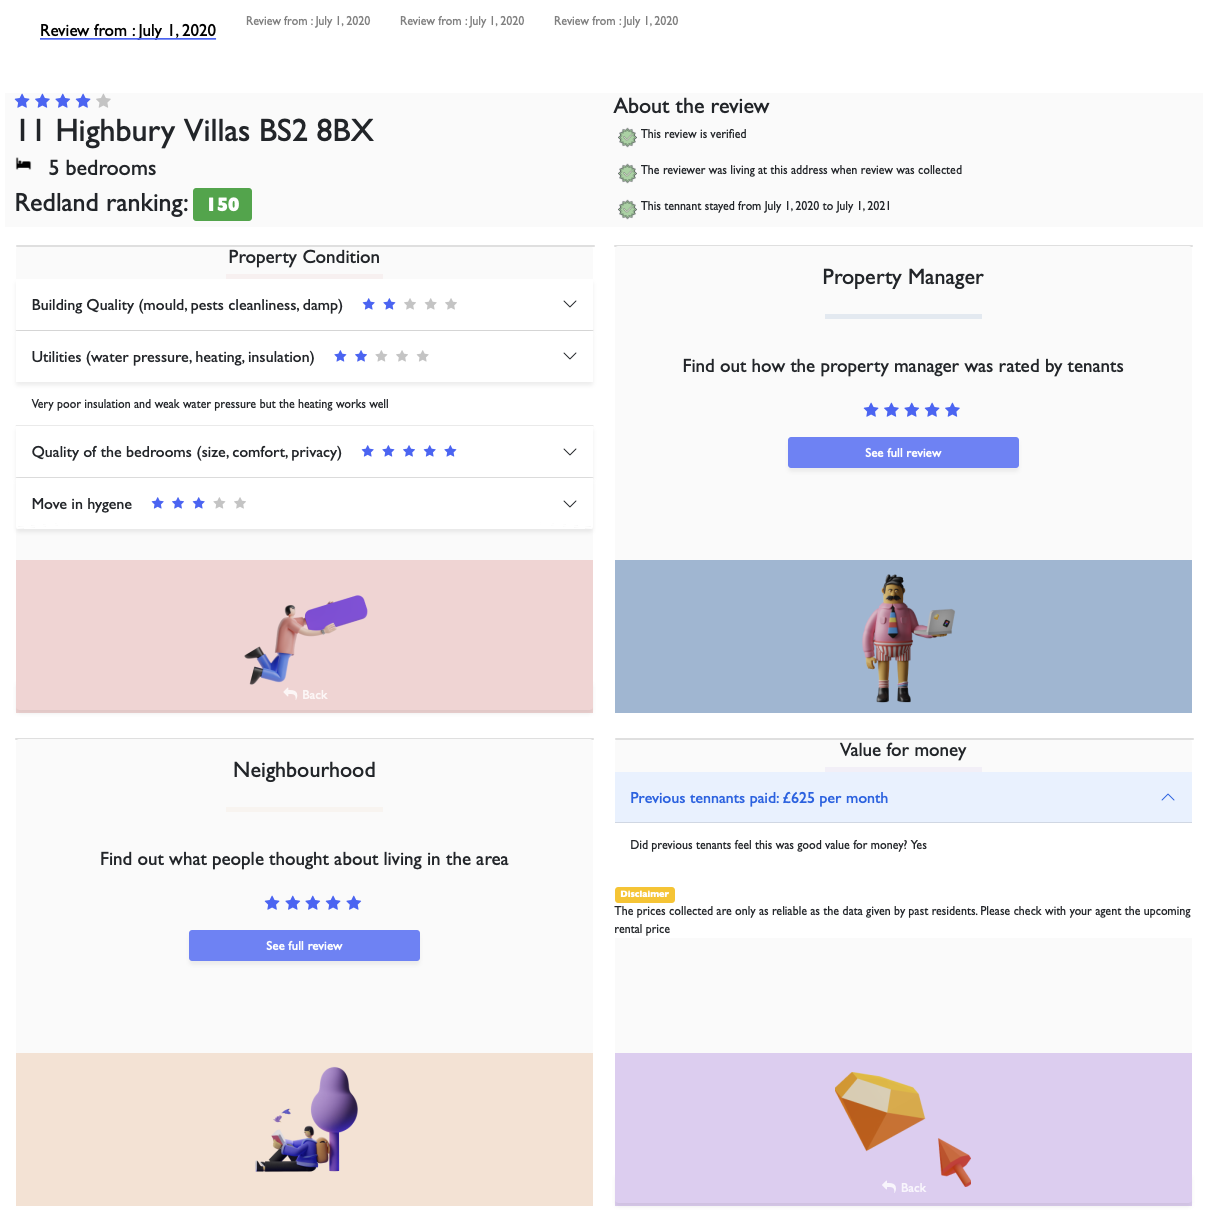 Review from : July 1, 2020
Review from : July 1, 2020
Review from : July 1, 2020
Review from : July 1, 2020
11 Highbury Villas BS2 8BX
5 bedrooms
Redland ranking: 150
About the review
This review is verified
The reviewer was living at this address when review was collected
This tennant stayed from July 1, 2020 to July 1, 2021
Property Condition
Building Quality (mould, pests cleanliness, damp)
Utilities (water pressure, heating, insulation)
Very poor insulation and weak water pressure but the heating works well
Quality of the bedrooms (size, comfort, privacy)
Move in hygene
Back
Property Manager
Find out how the property manager was rated by tenants
See full review
Neighbourhood
Find out what people thought about living in the area
See full review
Value for money
Previous tennants paid: £625 per month
Did previous tenants feel this was good value for money? Yes
Disclaimer
The prices collected are only as reliable as the data given by past residents. Please check with your agent the upcoming
rental price
Back